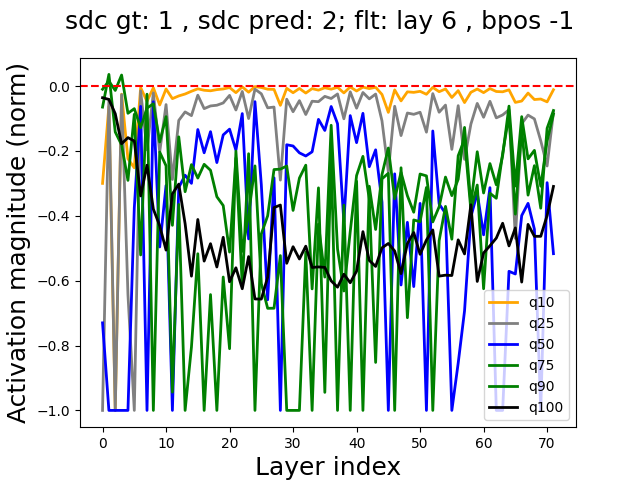 sdc gt: 1 , sdc pred: 2; flt: lay 6 , bpos -1
Activation magnitude (norm)
0.0
−0.2
−0.4
−0.6
−0.8
−1.0
0 10 20 30 40 50 60 70
Layer index
q10
q25
q50
q75
q90
q100